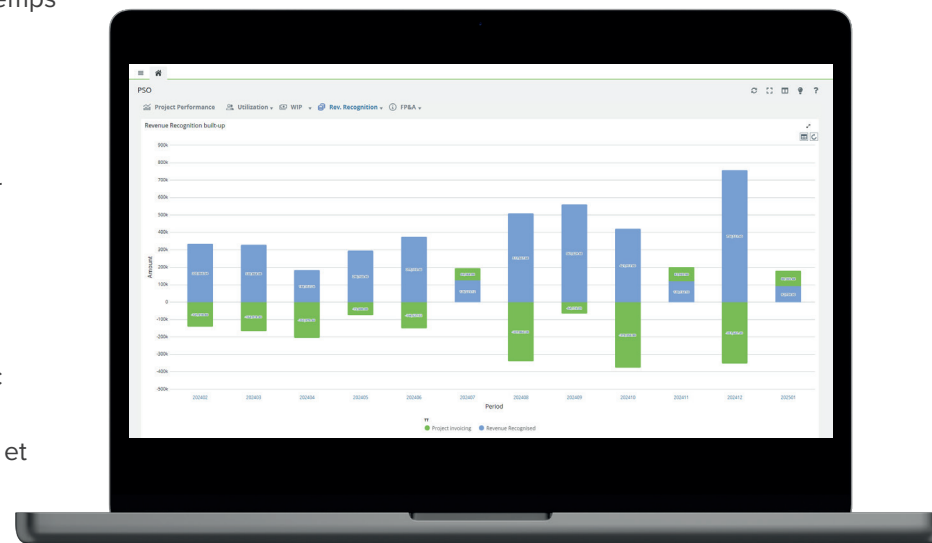 emps
et
PSO
?
Project Performance Utilization WIP Rev. Recognition FP&A
Revenue Recognition built-up
900k
800k
700k
600k
500k
400k
300k
200k
100k
0
-100k
-200k
-300k
-400k
-500k
Amount
202402 202403 202404 202405 202406 202407 202408 202409 202410 202411 202412 202501
Period
TT
Project Invoicing Revenue Recognised